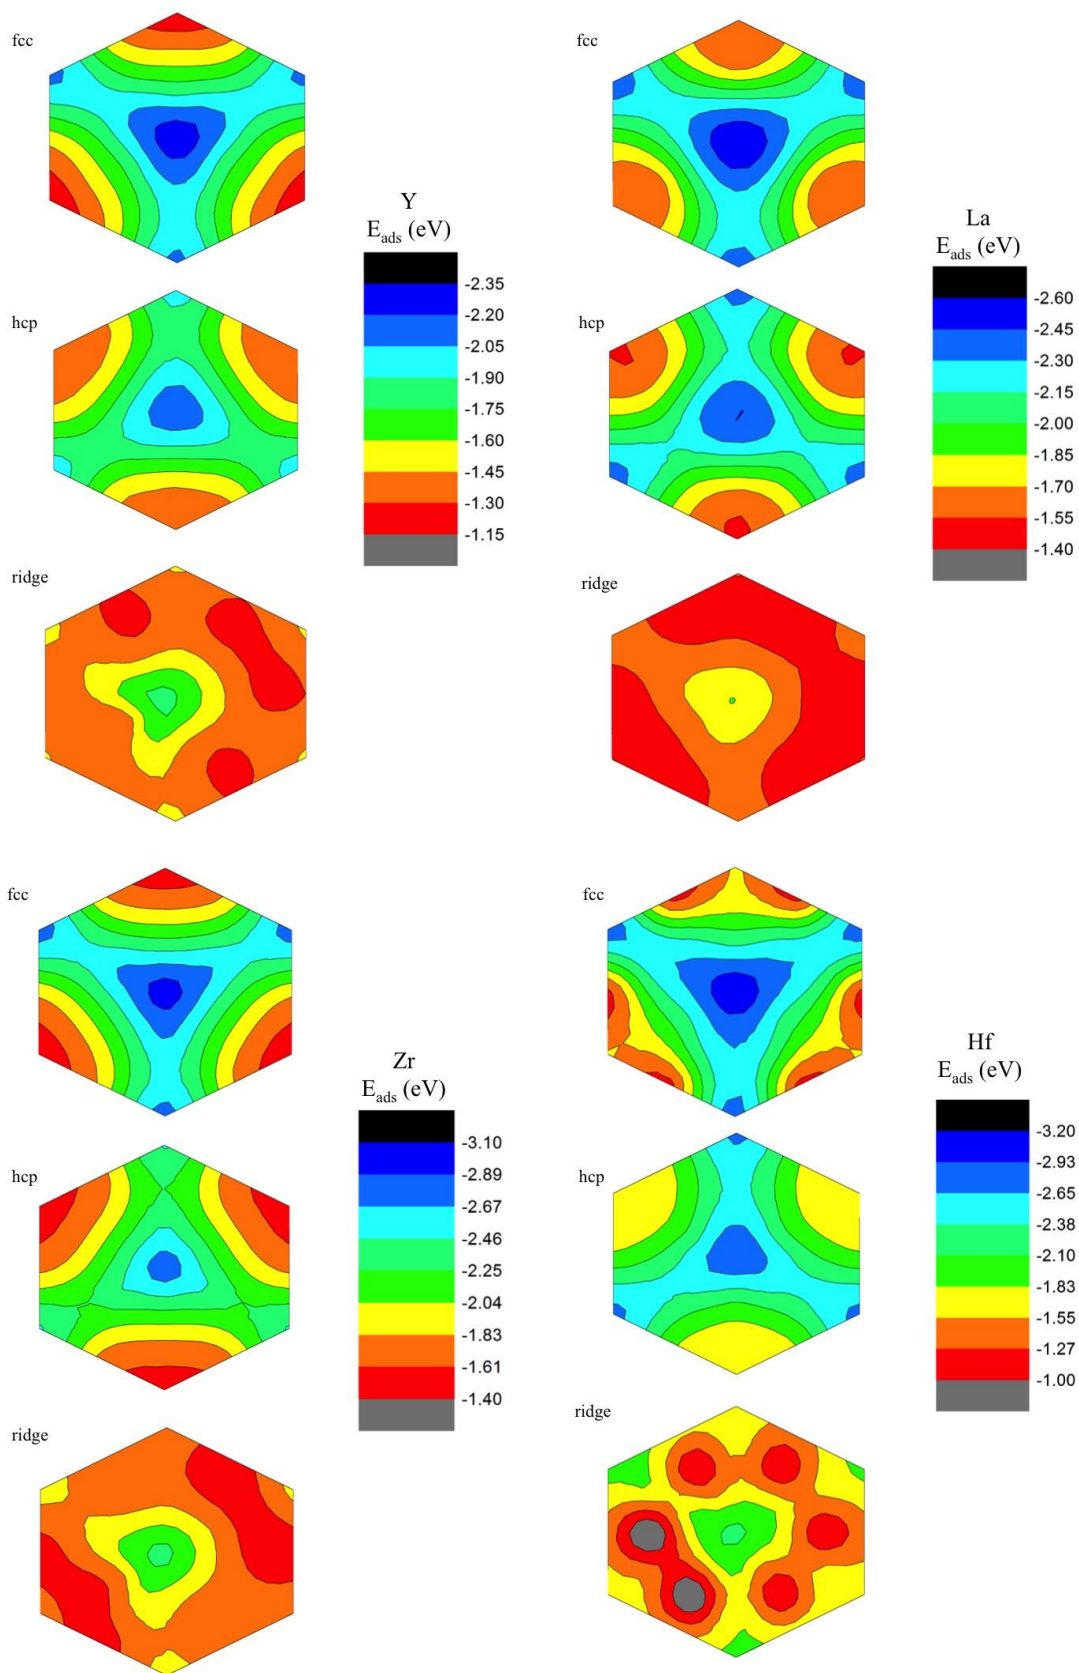 fcc
hcp
ridge
Y
E_ads (eV)
-2.35
-2.20
-2.05
-1.90
-1.75
-1.60
-1.45
-1.30
-1.15
fcc
hcp
ridge
La
E_ads (eV)
-2.60
-2.45
-2.30
-2.15
-2.00
-1.85
-1.70
-1.55
-1.40
fcc
hcp
ridge
Zr
E_ads (eV)
-3.10
-2.89
-2.67
-2.46
-2.25
-2.04
-1.83
-1.61
-1.40
fcc
hcp
ridge
Hf
E_ads (eV)
-3.20
-2.93
-2.65
-2.38
-2.10
-1.83
-1.55
-1.27
-1.00